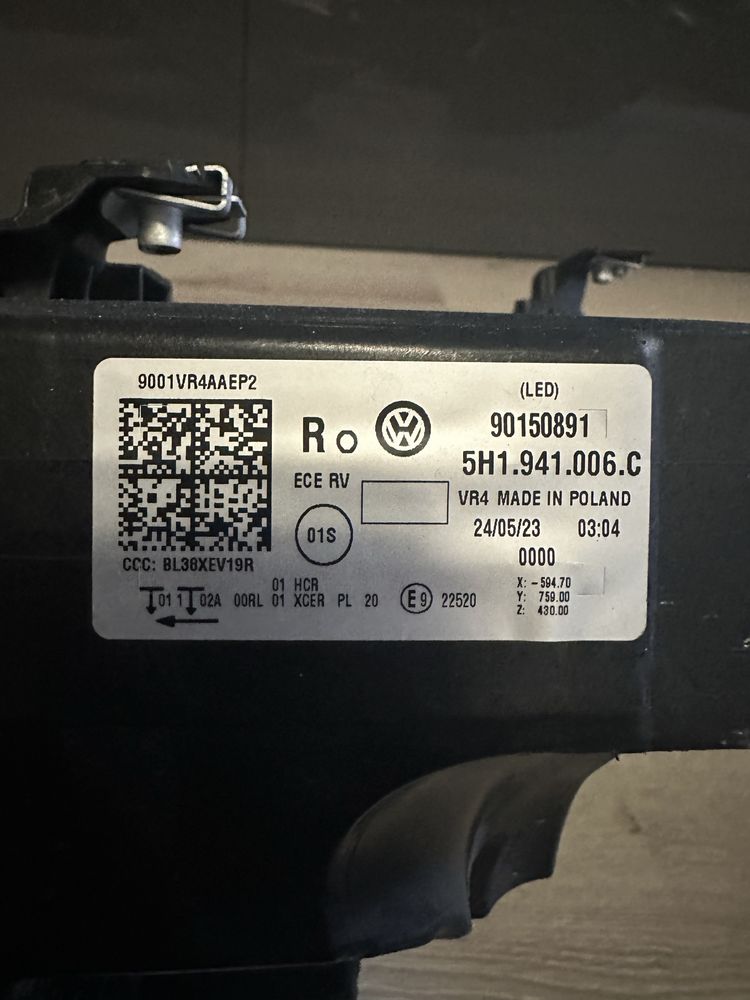 9001VR4AAEP2
R O
ECE RV
01S
CCC: BL38XEV19R
(LED)
90150891
5H1.941.006.C
VR4 MADE IN POLAND
24/05/23 03:04
0000
X: -594.70
Y: 759.00
Z: 430.00
01 HCR
01 1 02A 00RL 01 XCER PL 20 E9 22520